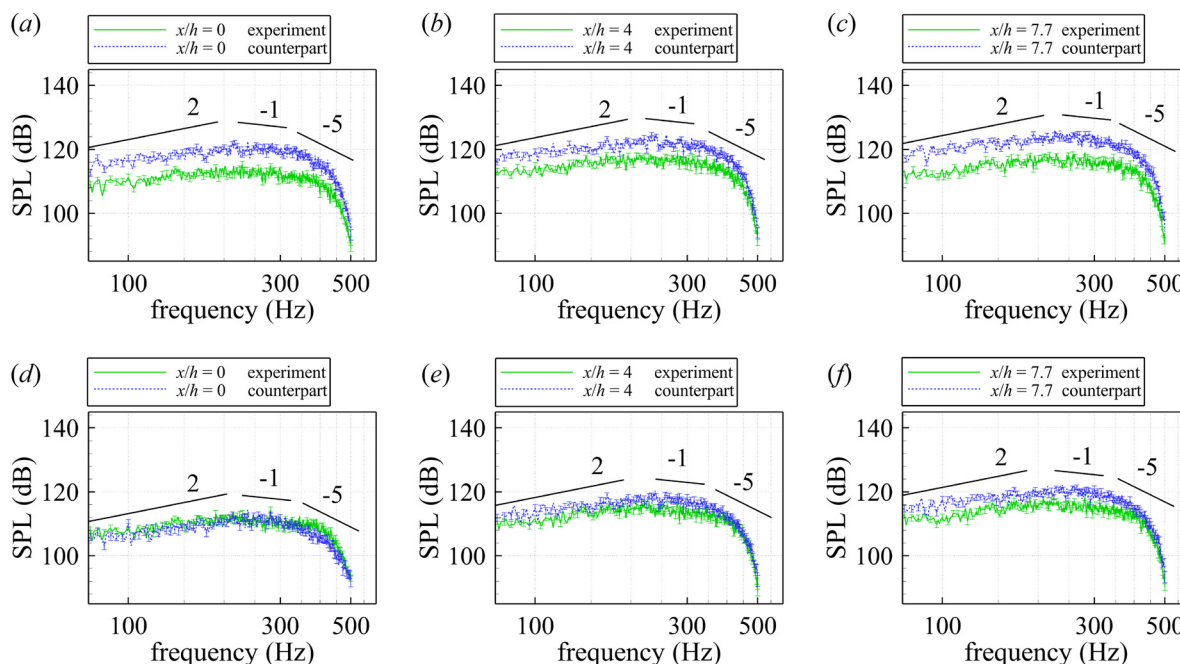 (a)
x/h = 0 experiment
x/h = 0 counterpart
140
120
100
SPL (dB)
2
-1
-5
100
300
500
frequency (Hz)
(b)
x/h = 4 experiment
x/h = 4 counterpart
140
120
100
SPL (dB)
2
-1
-5
100
300
500
frequency (Hz)
(c)
x/h = 7.7 experiment
x/h = 7.7 counterpart
140
120
100
SPL (dB)
2
-1
-5
100
300
500
frequency (Hz)
(d)
x/h = 0 experiment
x/h = 0 counterpart
140
120
100
SPL (dB)
2
-1
-5
100
300
500
frequency (Hz)
(e)
x/h = 4 experiment
x/h = 4 counterpart
140
120
100
SPL (dB)
2
-1
-5
100
300
500
frequency (Hz)
(f)
x/h = 7.7 experiment
x/h = 7.7 counterpart
140
120
100
SPL (dB)
2
-1
-5
100
300
500
frequency (Hz)